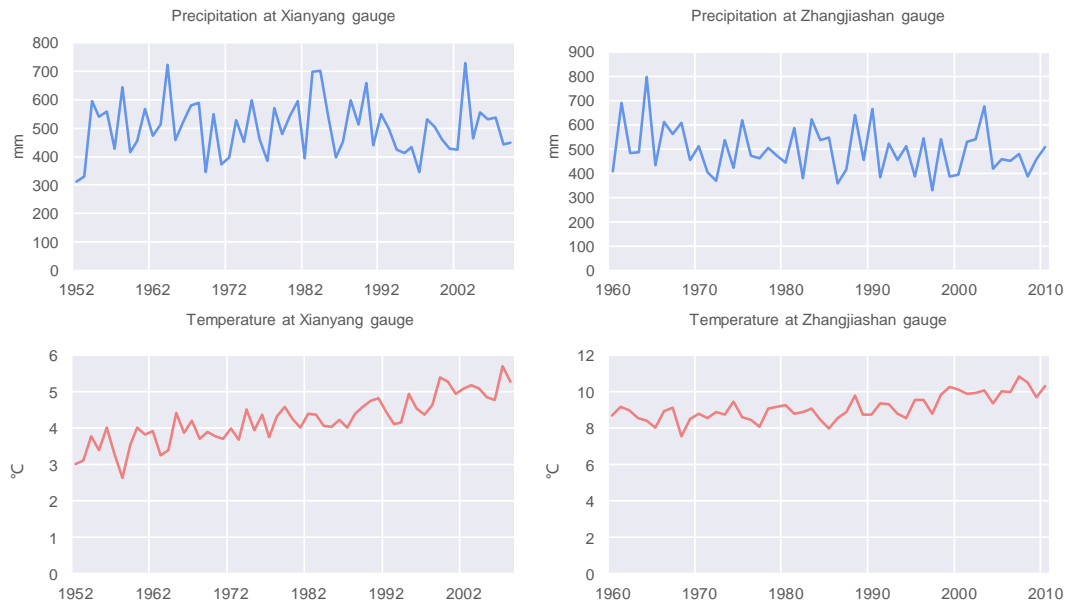 Precipitation at Xianyang gauge
800
700
600
500
400
300
200
100
0
mm
1952 1962 1972 1982 1992 2002
Precipitation at Zhangjiashan gauge
900
800
700
600
500
400
300
200
100
0
mm
1960 1970 1980 1990 2000 2010
Temperature at Xianyang gauge
6
5
4
3
2
1
0
°C
1952 1962 1972 1982 1992 2002
Temperature at Zhangjiashan gauge
12
10
8
6
4
2
0
°C
1960 1970 1980 1990 2000 2010